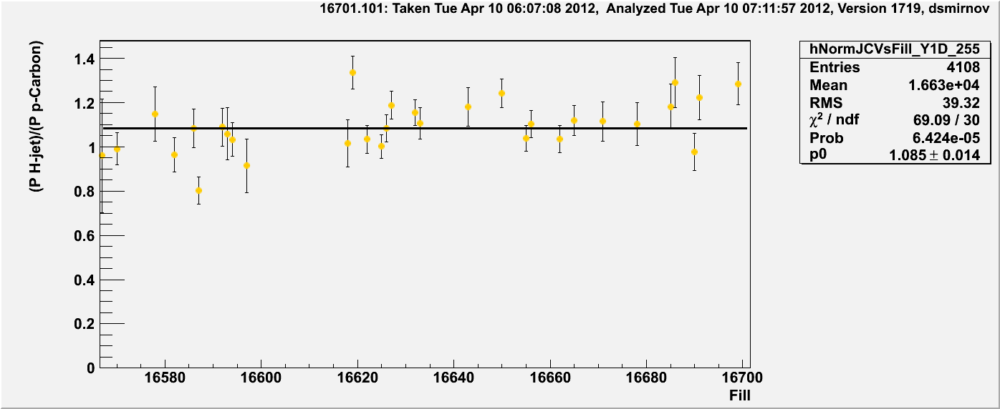 16701.101: Taken Tue Apr 10 06:07:08 2012, Analyzed Tue Apr 10 07:11:57 2012, Version 1719, dsmirnov
(P H-jet)/(P p-Carbon)
1.4
1.2
1
0.8
0.6
0.4
0.2
0
16580 16600 16620 16640 16660 16680 16700
Fill
hNormJCVsFill_Y1D_255
Entries 4108
Mean 1.663e+04
RMS 39.32
χ² / ndf 69.09 / 30
Prob 6.424e-05
p0 1.085 ± 0.014